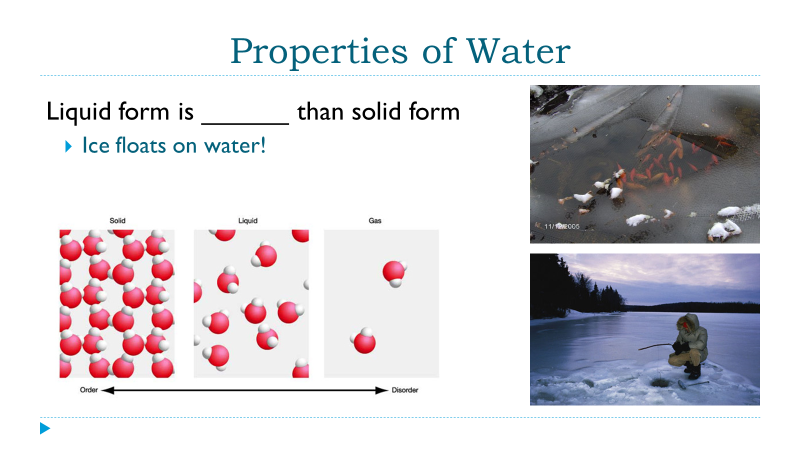 Properties of Water
Liquid form is ______ than solid form
Ice floats on water!
Solid
Liquid
Gas
Order
Disorder